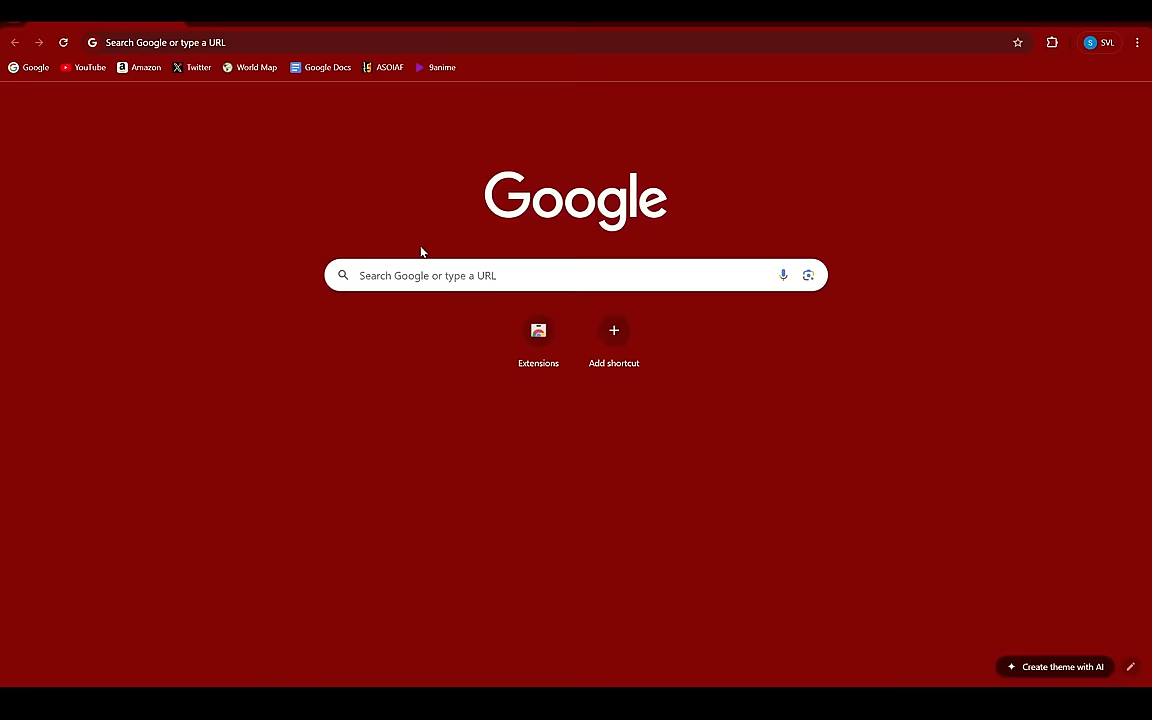 Search Google or type a URL
S SVL
Google YouTube Amazon Twitter World Map Google Docs ASOIAF 9anime
Google
Search Google or type a URL
Extensions Add shortcut
Create theme with AI